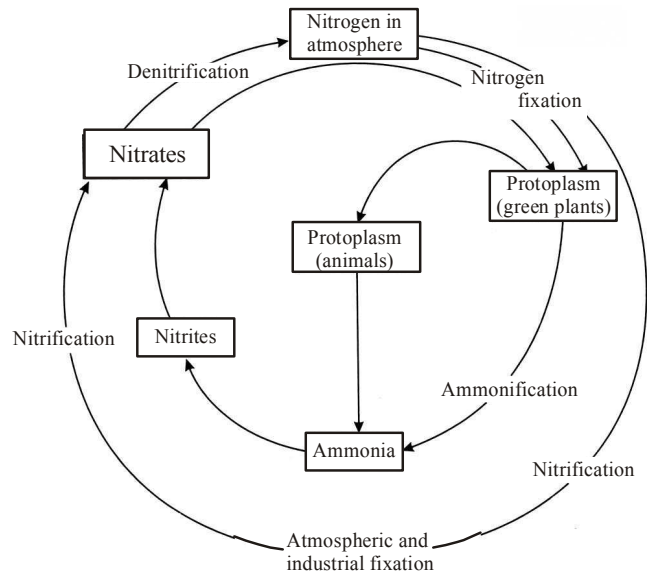 Nitrogen in
atmosphere
Denitrification
Nitrogen
fixation
Nitrates
Protoplasm
(green plants)
Protoplasm
(animals)
Nitrification
Nitrites
Ammonification
Ammonia
Nitrification
Atmospheric and
industrial fixation